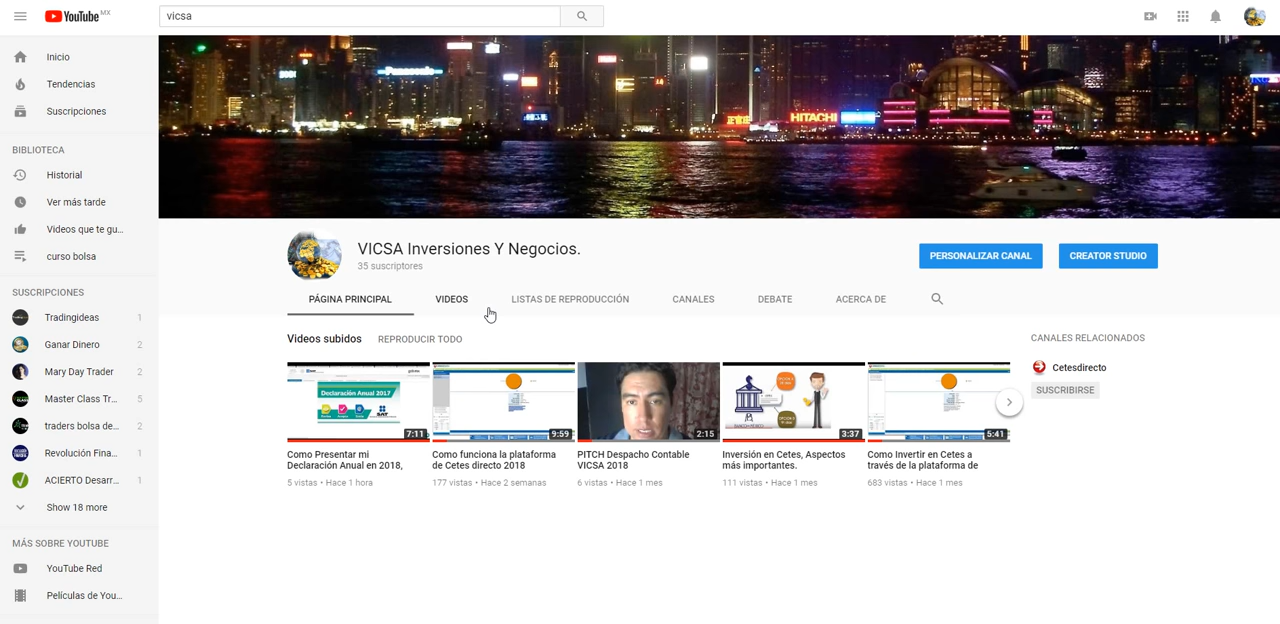 YouTube MX
vicsa
Inicio
Tendencias
Suscripciones
BIBLIOTECA
Historial
Ver más tarde
Videos que te gu...
curso bolsa
SUSCRIPCIONES
Tradingideas 1
Ganar Dinero 2
Mary Day Trader 2
Master Class Tr... 5
traders bolsa de... 2
Revolución Fina... 1
ACIERTO Desarr... 1
Show 18 more
MÁS SOBRE YOUTUBE
YouTube Red
Películas de You...
HITACHI
VICSA Inversiones Y Negocios.
35 suscriptores
PERSONALIZAR CANAL
CREATOR STUDIO
PÁGINA PRINCIPAL VIDEOS LISTAS DE REPRODUCCIÓN CANALES DEBATE ACERCA DE
Videos subidos REPRODUCIR TODO
Declaración Anual 2017
SAT
7:11
Como Presentar mi
Declaración Anual en 2018,
5 vistas • Hace 1 hora
9:59
Como funciona la plataforma
de Cetes directo 2018
177 vistas • Hace 2 semanas
2:15
PITCH Despacho Contable
VICSA 2018
6 vistas • Hace 1 mes
3:37
Inversión en Cetes, Aspectos
más importantes.
111 vistas • Hace 1 mes
5:41
Como Invertir en Cetes a
través de la plataforma de
683 vistas • Hace 1 mes
CANALES RELACIONADOS
Cetesdirecto
SUSCRIBIRSE